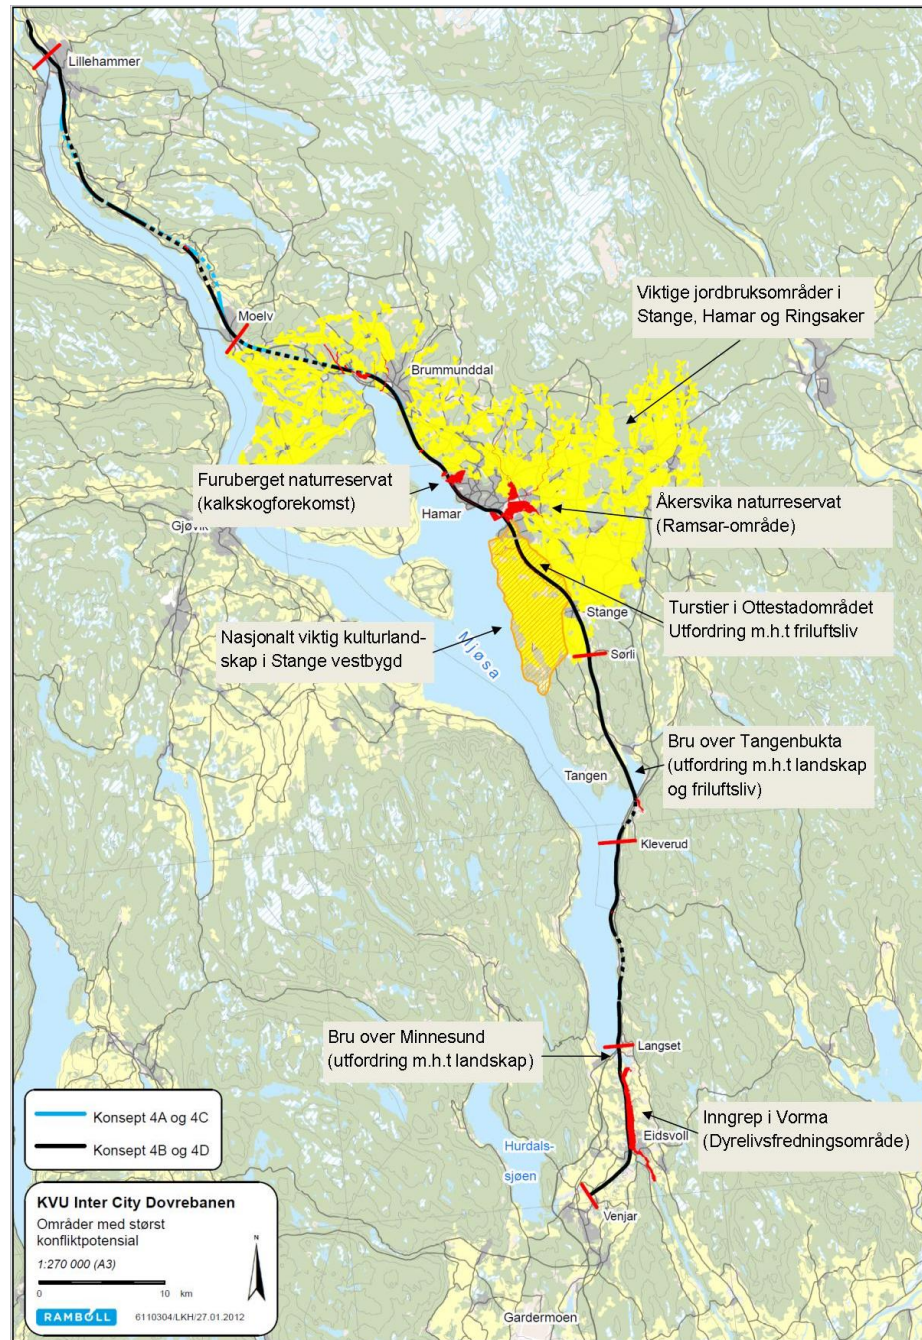 Lillehammer
Viktige jordbruksområder i
Stange, Hamar og Ringsaker
Moelv
Brummunddal
Furuberget naturreservat
(kalkskogforekomst)
Hamar
Åkersvika naturreservat
(Ramsar-område)
Gjøvik
Turstier i Ottestadområdet
Utfordring m.h.t friluftsliv
Stange
Nasjonalt viktig kulturland-
skap i Stange vestbygd
Mjøsa
Sørli
Bru over Tangenbukta
(utfordring m.h.t landskap
og friluftsliv)
Tangen
Kleverud
Bru over Minnesund
(utfordring m.h.t landskap)
Langset
Inngrep i Vorma
(Dyrelivsfredningsområde)
Eidsvoll
Hurdals-
sjøen
Venjar
Gardermoen
Konsept 4A og 4C
Konsept 4B og 4D
KVU Inter City Dovrebanen
Områder med størst
konfliktpotensial
1:270 000 (A3)
N
0 10 km
RAMBØLL 6110304/LKH/27.01.2012